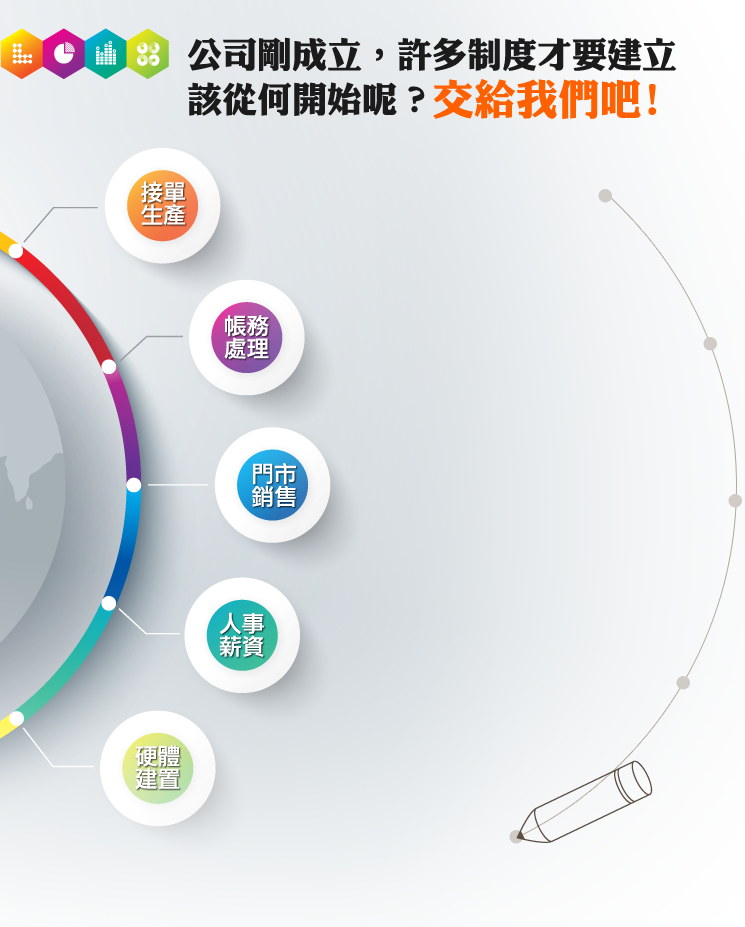 公司剛成立，許多制度才要建立
該從何開始呢？交給我們吧！
接單
生產
帳務
處理
門市
銷售
人事
薪資
硬體
建置